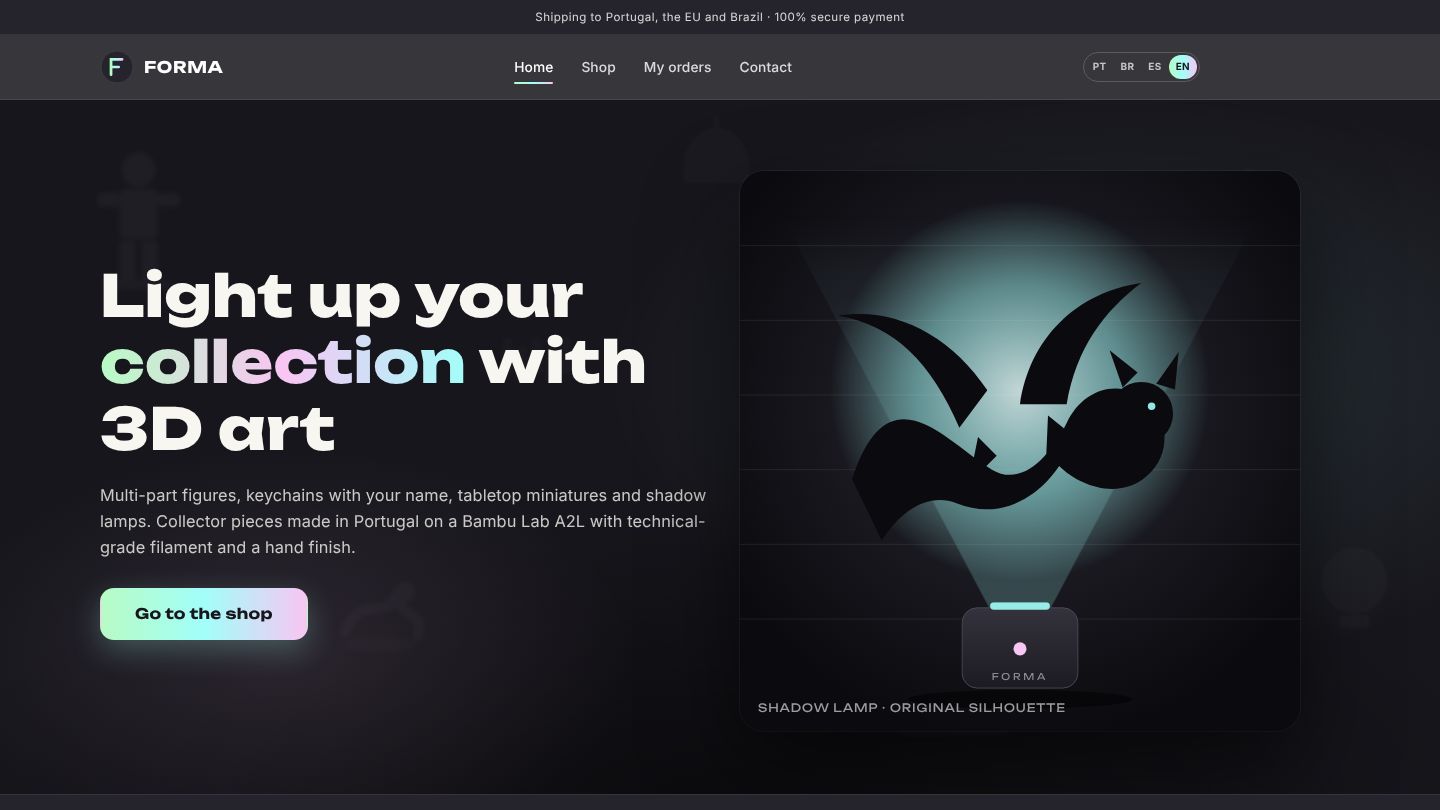 Shipping to Portugal, the EU and Brazil · 100% secure payment
F FORMA
Home Shop My orders Contact
PT BR ES EN
Light up your
collection with
3D art
Multi-part figures, keychains with your name, tabletop miniatures and shadow
lamps. Collector pieces made in Portugal on a Bambu Lab A2L with technical-
grade filament and a hand finish.
Go to the shop
FORMA
SHADOW LAMP · ORIGINAL SILHOUETTE